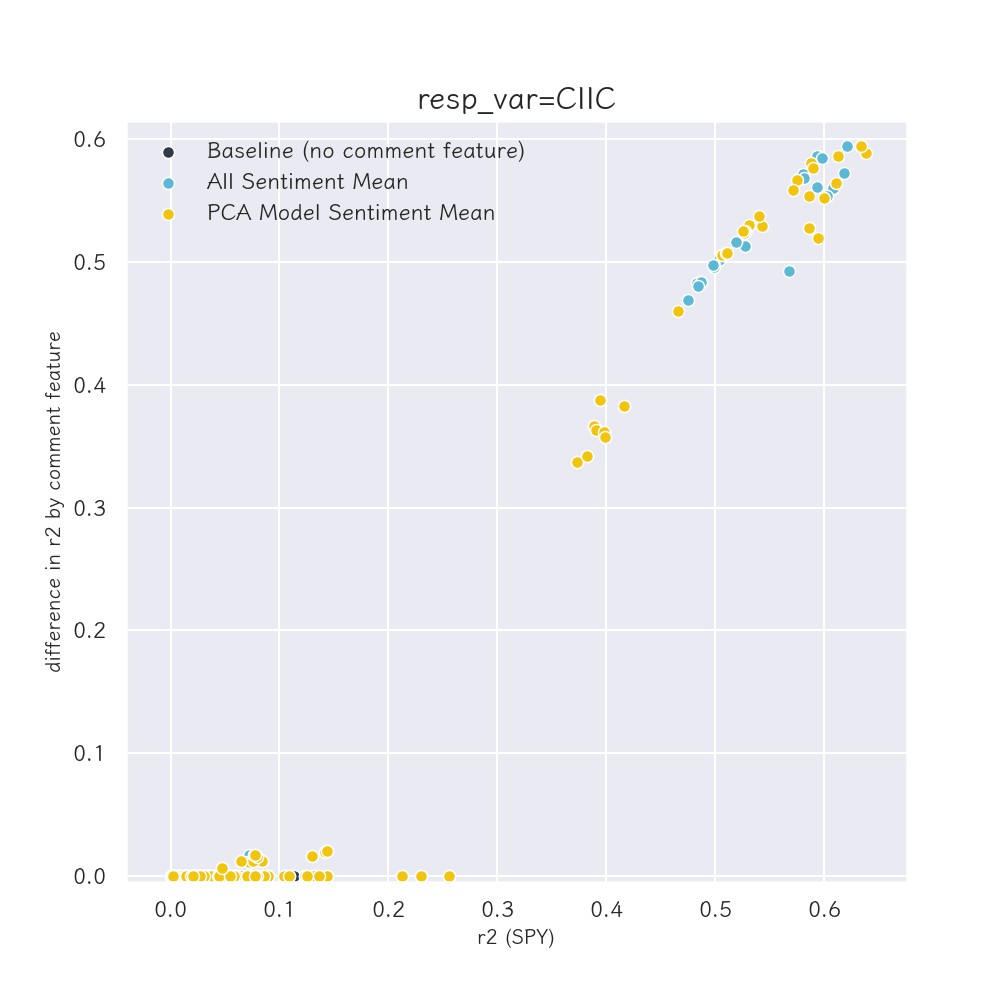 resp_var=CIIC
Baseline (no comment feature)
All Sentiment Mean
PCA Model Sentiment Mean
difference in r2 by comment feature
0.6
0.5
0.4
0.3
0.2
0.1
0.0
0.0 0.1 0.2 0.3 0.4 0.5 0.6
r2 (SPY)